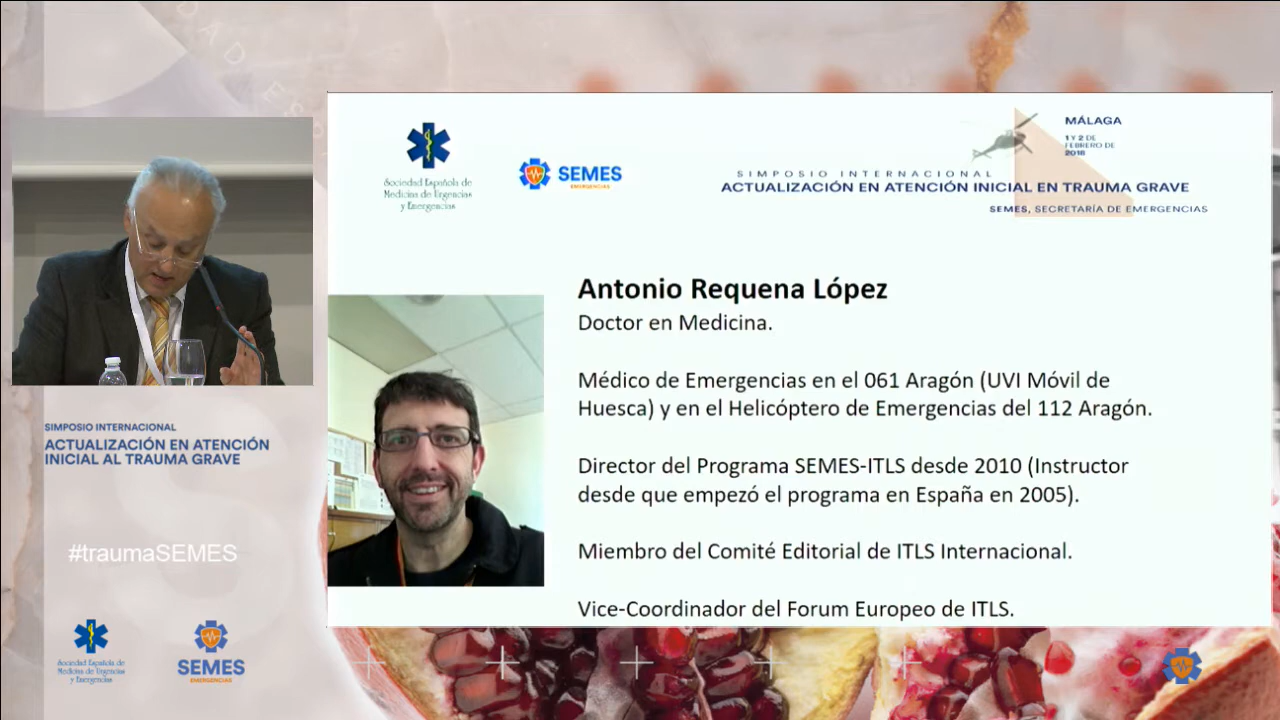 DAD ESP
Sociedad Española de
Medicina de Urgencias
y Emergencias
SEMES
EMERGENCIAS
MÁLAGA
1 Y 2 DE
FEBRERO DE
2018
SIMPOSIO INTERNACIONAL
ACTUALIZACIÓN EN ATENCIÓN INICIAL EN TRAUMA GRAVE
SEMES, SECRETARÍA DE EMERGENCIAS
Antonio Requena López
Doctor en Medicina.
Médico de Emergencias en el 061 Aragón (UVI Móvil de
Huesca) y en el Helicóptero de Emergencias del 112 Aragón.
Director del Programa SEMES-ITLS desde 2010 (Instructor
desde que empezó el programa en España en 2005).
Miembro del Comité Editorial de ITLS Internacional.
Vice-Coordinador del Forum Europeo de ITLS.
SIMPOSIO INTERNACIONAL
ACTUALIZACIÓN EN ATENCIÓN
INICIAL AL TRAUMA GRAVE
#traumaSEMES
Sociedad Española de
Medicina de Urgencias
y Emergencias
SEMES
EMERGENCIAS